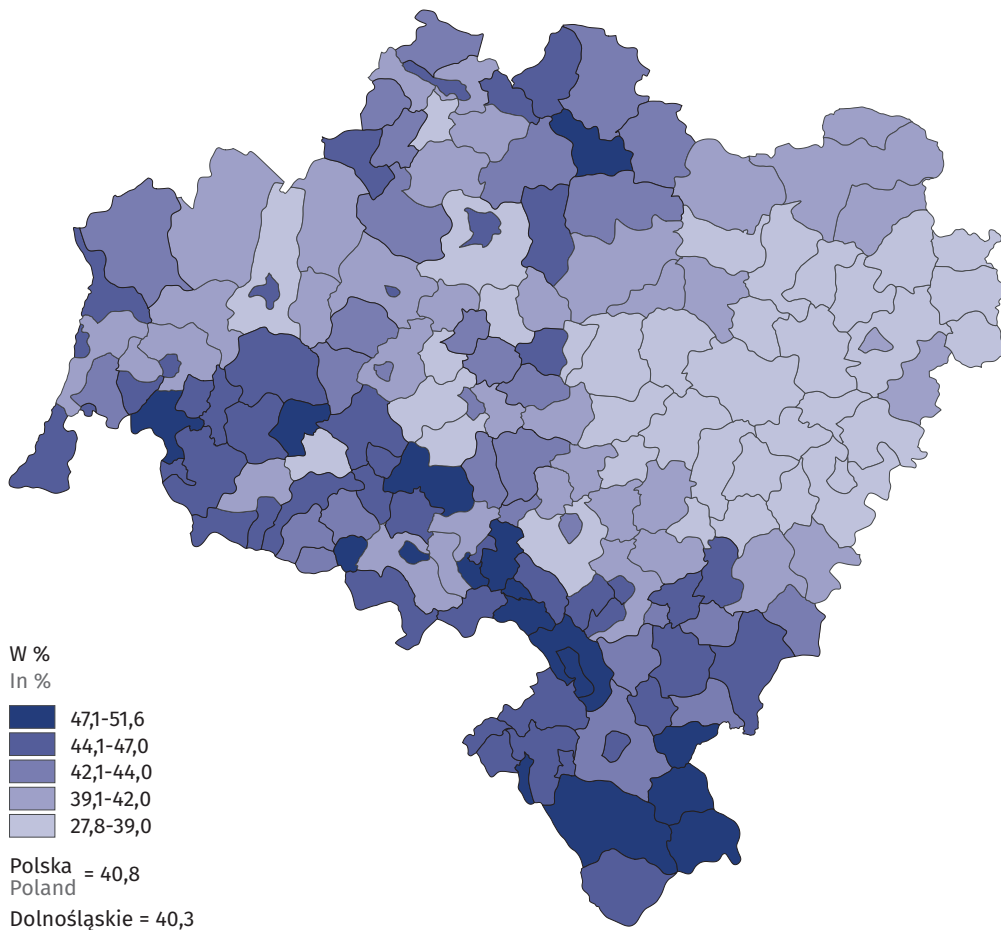 W %
In %
47,1-51,6
44,1-47,0
42,1-44,0
39,1-42,0
27,8-39,0
Polska
Poland = 40,8
Dolnośląskie = 40,3